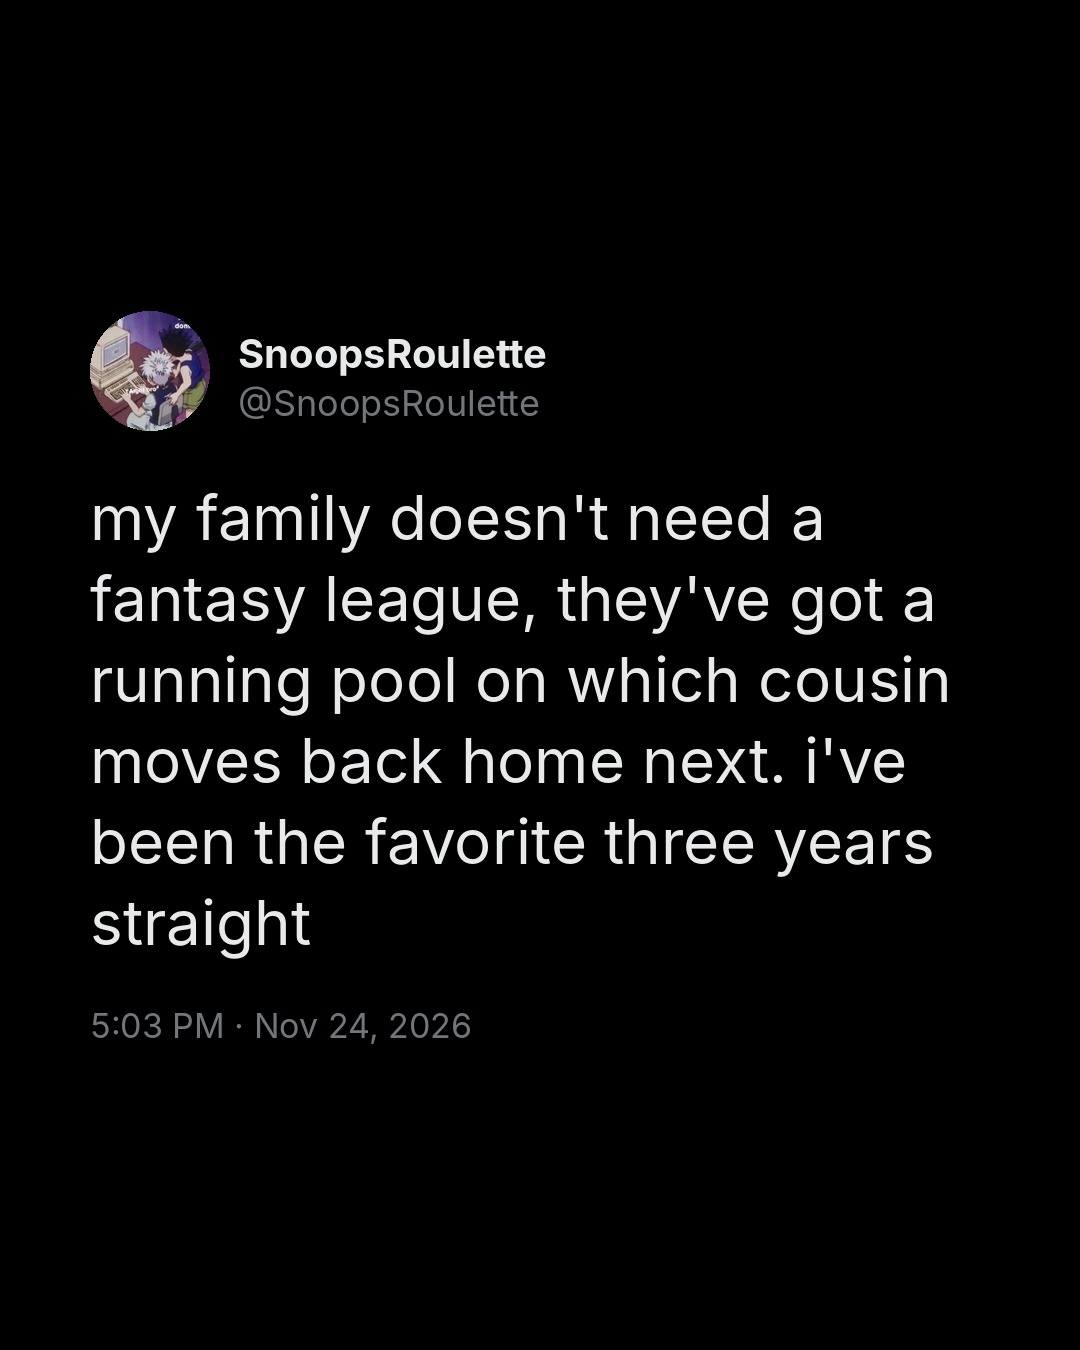 SnoopsRoulette
@SnoopsRoulette
my family doesn't need a
fantasy league, they've got a
running pool on which cousin
moves back home next. i've
been the favorite three years
straight
5:03 PM · Nov 24, 2026